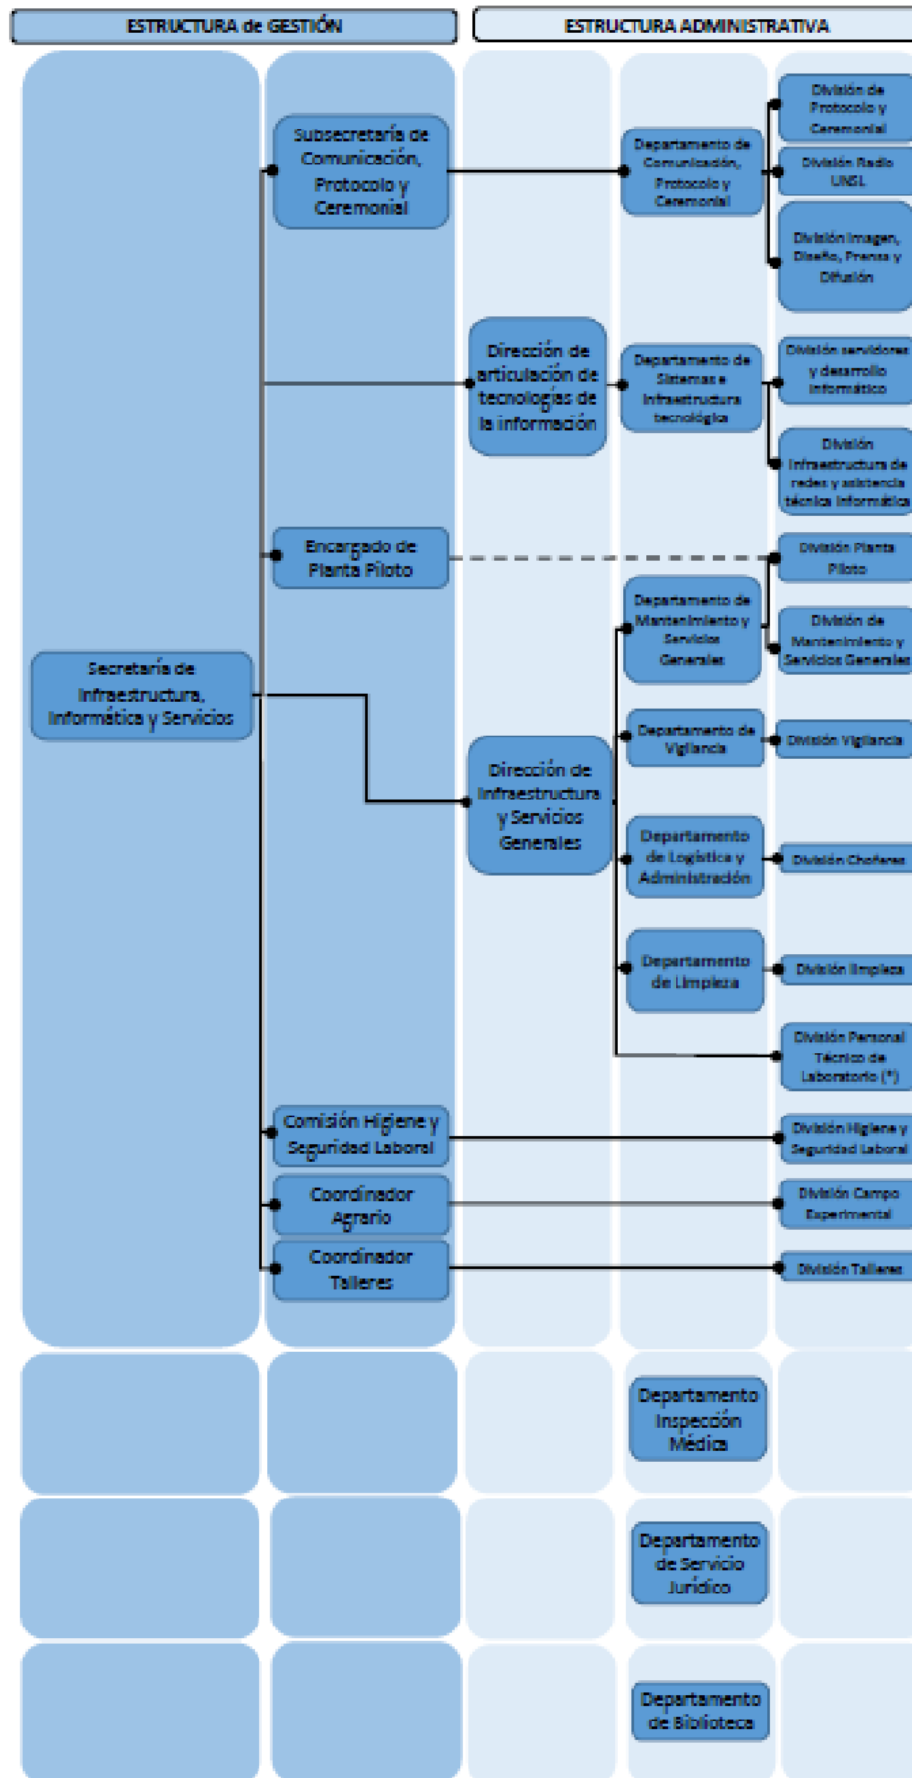 ESTRUCTURA de GESTIÓN
ESTRUCTURA ADMINISTRATIVA
Subsecretaría de
Comunicación,
Protocolo y
Ceremonial
Departamento de
Comunicación,
Protocolo y
Ceremonial
División de
Protocolo y
Ceremonial
División Radio
UNSL
División Imagen,
Diseño, Prensa y
Difusión
Dirección de
articulación de
tecnologías de
la información
Departamento de
Sistemas e
Infraestructura
tecnológica
División servidores
y desarrollo
informático
División
Infraestructura de
redes y asistencia
técnica informática
Encargado de
Planta Piloto
División Planta
Piloto
Departamento de
Mantenimiento y
Servicios
Generales
División de
Mantenimiento y
Servicios Generales
Secretaría de
Infraestructura,
Informática y Servicios
Departamento de
Vigilancia
División Vigilancia
Dirección de
Infraestructura
y Servicios
Generales
Departamento
de Logística y
Administración
División Choferes
Departamento
de Limpieza
División limpieza
División Personal
Técnico de
Laboratorio (*)
Comisión Higiene y
Seguridad Laboral
División Higiene y
Seguridad Laboral
Coordinador
Agrario
División Campo
Experimental
Coordinador
Talleres
División Talleres
Departamento
Inspección
Médica
Departamento
de Servicio
Jurídico
Departamento
de Biblioteca